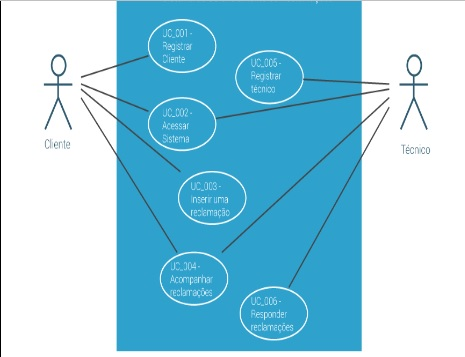 UC_001 -
Registrar
Cliente
UC_005 -
Registrar
técnico
UC_002 -
Acessar
Sistema
Cliente
Técnico
UC_003 -
Inserir uma
reclamação
UC_004 -
Acompanhar
reclamações
UC_006 -
Responder
reclamações